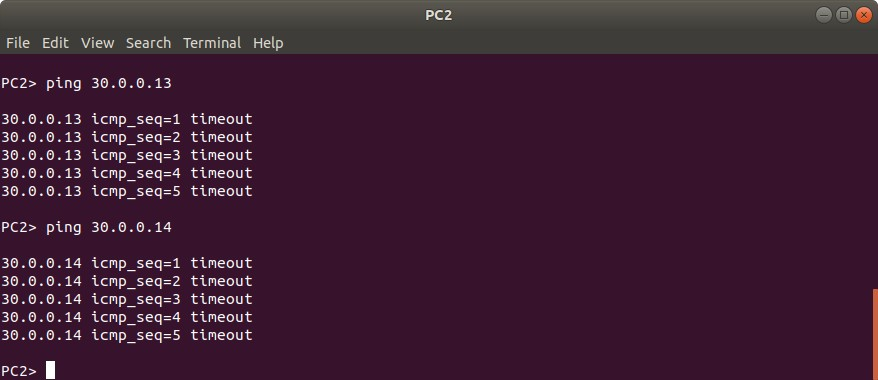 PC2
File Edit View Search Terminal Help
PC2> ping 30.0.0.13
30.0.0.13 icmp_seq=1 timeout
30.0.0.13 icmp_seq=2 timeout
30.0.0.13 icmp_seq=3 timeout
30.0.0.13 icmp_seq=4 timeout
30.0.0.13 icmp_seq=5 timeout
PC2> ping 30.0.0.14
30.0.0.14 icmp_seq=1 timeout
30.0.0.14 icmp_seq=2 timeout
30.0.0.14 icmp_seq=3 timeout
30.0.0.14 icmp_seq=4 timeout
30.0.0.14 icmp_seq=5 timeout
PC2>